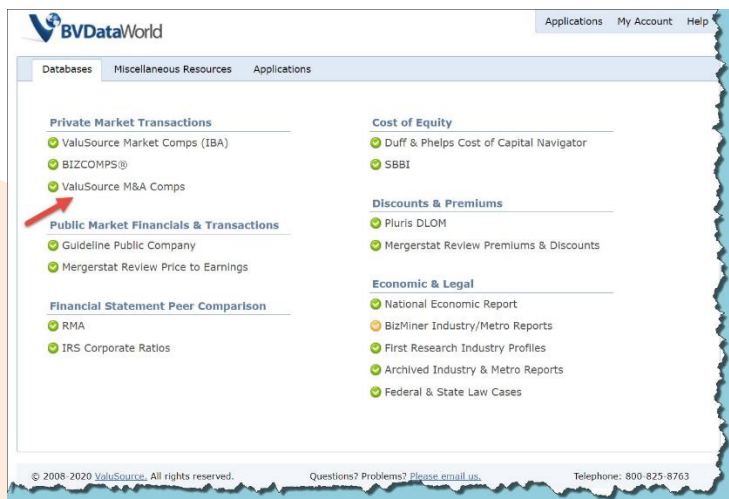 BVDataWorld
Applications My Account Help
Databases Miscellaneous Resources Applications
Private Market Transactions
ValuSource Market Comps (IBA)
BIZCOMPS®
ValuSource M&A Comps
Public Market Financials & Transactions
Guideline Public Company
Mergerstat Review Price to Earnings
Financial Statement Peer Comparison
RMA
IRS Corporate Ratios
Cost of Equity
Duff & Phelps Cost of Capital Navigator
SBBI
Discounts & Premiums
Pluris DLOM
Mergerstat Review Premiums & Discounts
Economic & Legal
National Economic Report
BizMiner Industry/Metro Reports
First Research Industry Profiles
Archived Industry & Metro Reports
Federal & State Law Cases
© 2008-2020 ValuSource. All rights reserved. Questions? Problems? Please email us. Telephone: 800-825-8763